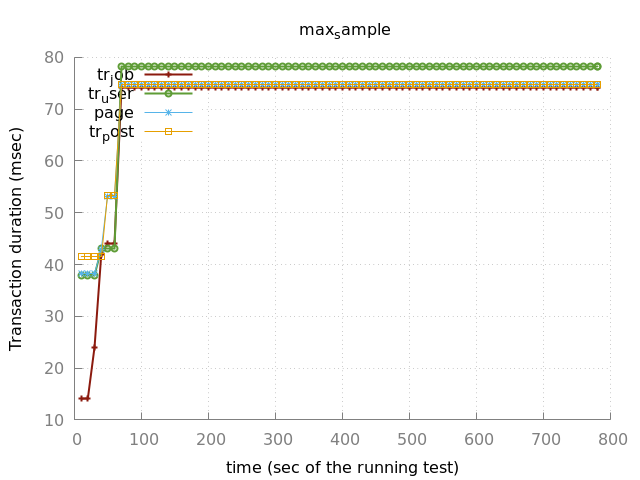 max_sample
80
70
60
50
40
30
20
10
tr_job
tr_user
page
tr_post
Transaction duration (msec)
0 100 200 300 400 500 600 700 800
time (sec of the running test)